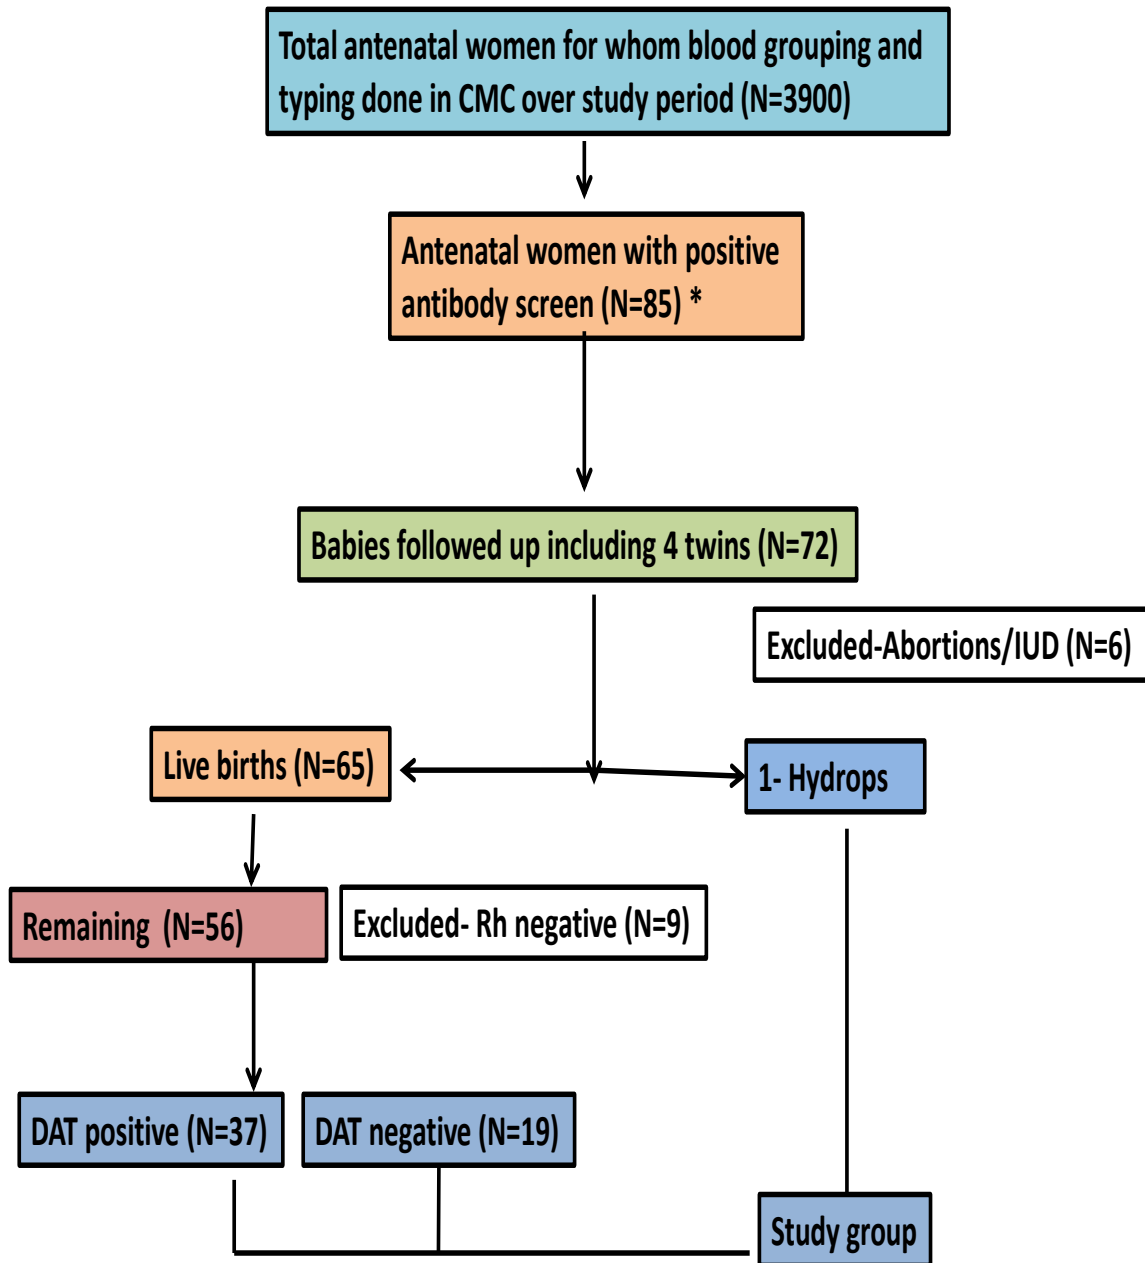 Total antenatal women for whom blood grouping and
typing done in CMC over study period (N=3900)
Antenatal women with positive
antibody screen (N=85) *
Babies followed up including 4 twins (N=72)
Excluded-Abortions/IUD (N=6)
Live births (N=65)
1- Hydrops
Remaining (N=56)
Excluded- Rh negative (N=9)
DAT positive (N=37)
DAT negative (N=19)
Study group